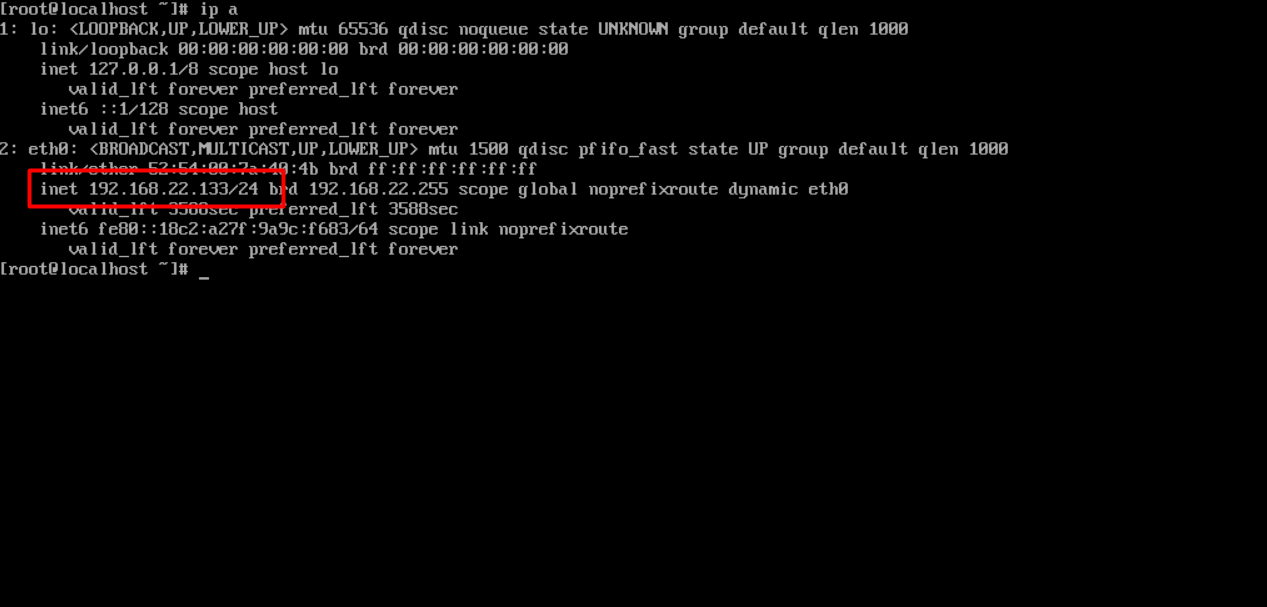 [root@localhost ~]# ip a
1: lo: <LOOPBACK,UP,LOWER_UP> mtu 65536 qdisc noqueue state UNKNOWN group default qlen 1000
    link/loopback 00:00:00:00:00:00 brd 00:00:00:00:00:00
    inet 127.0.0.1/8 scope host lo
       valid_lft forever preferred_lft forever
    inet6 ::1/128 scope host
       valid_lft forever preferred_lft forever
2: eth0: <BROADCAST,MULTICAST,UP,LOWER_UP> mtu 1500 qdisc pfifo_fast state UP group default qlen 1000
    link/ether 52:54:00:7a:40:4b brd ff:ff:ff:ff:ff:ff
    inet 192.168.22.133/24 brd 192.168.22.255 scope global noprefixroute dynamic eth0
       valid_lft 3588sec preferred_lft 3588sec
    inet6 fe80::18c2:a27f:9a9c:f683/64 scope link noprefixroute
       valid_lft forever preferred_lft forever
[root@localhost ~]# _